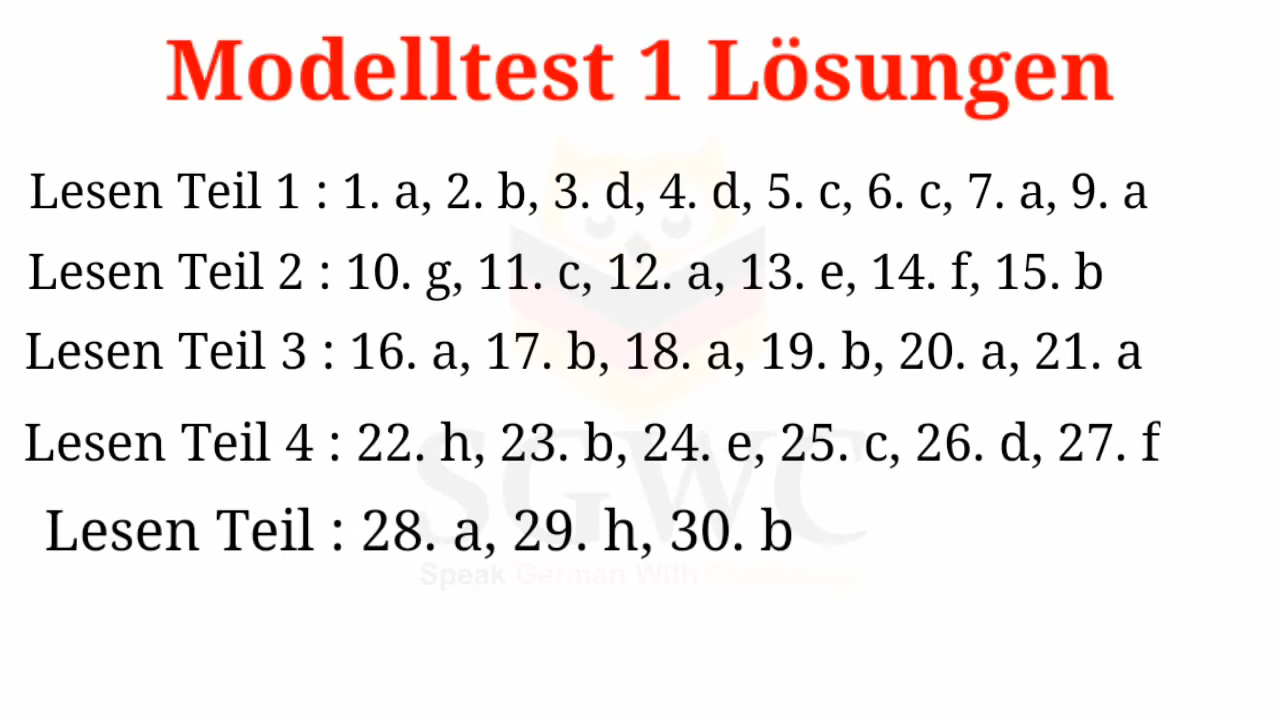 Modelltest 1 Lösungen
Lesen Teil 1 : 1. a, 2. b, 3. d, 4. d, 5. c, 6. c, 7. a, 9. a
Lesen Teil 2 : 10. g, 11. c, 12. a, 13. e, 14. f, 15. b
Lesen Teil 3 : 16. a, 17. b, 18. a, 19. b, 20. a, 21. a
Lesen Teil 4 : 22. h, 23. b, 24. e, 25. c, 26. d, 27. f
SGWC
Lesen Teil : 28. a, 29. h, 30. b
Speak German With